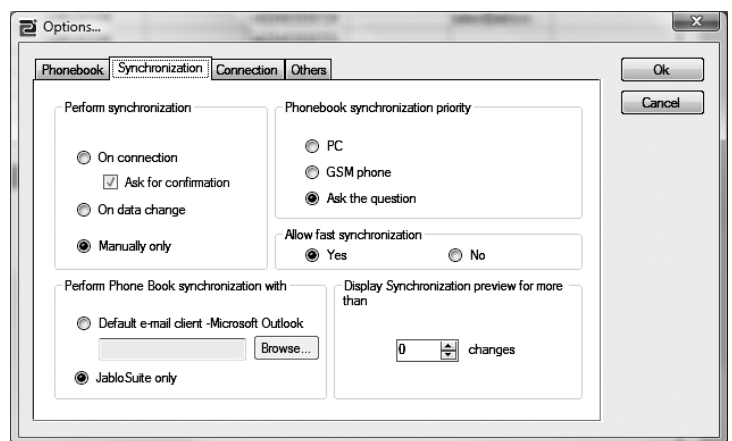 Options...
Phonebook Synchronization Connection Others
Ok
Cancel
Perform synchronization
On connection
Ask for confirmation
On data change
Manually only
Phonebook synchronization priority
PC
GSM phone
Ask the question
Allow fast synchronization
Yes No
Perform Phone Book synchronization with
Default e-mail client -Microsoft Outlook
Browse...
JabloSuite only
Display Synchronization preview for more
than
0 changes